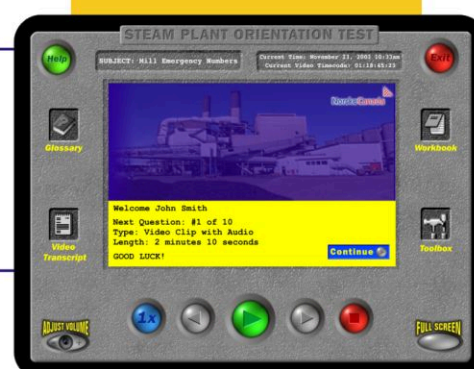 STEAM PLANT ORIENTATION TEST
Help
SUBJECT: Mill Emergency Numbers
Current Time: November 21, 2003 10:33am
Current Video Timecode: 01:18:45:23
Exit
NorskeCanada
Glossary
Workbook
Welcome John Smith
Next Question: #1 of 10
Type: Video Clip with Audio
Length: 2 minutes 10 seconds
GOOD LUCK!
Continue
Video
Transcript
Toolbox
1x
ADJUST VOLUME
FULL SCREEN